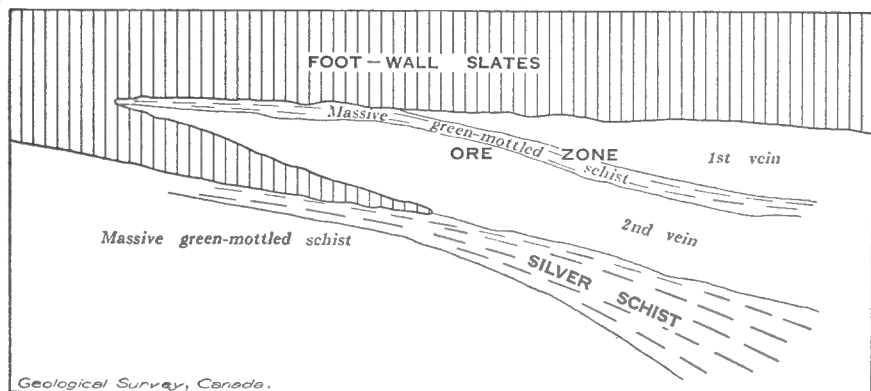 FOOT-WALL SLATES
Massive green-mottled schist
ORE ZONE
1st vein
2nd vein
Massive green-mottled schist
SILVER SCHIST
Geological Survey, Canada.